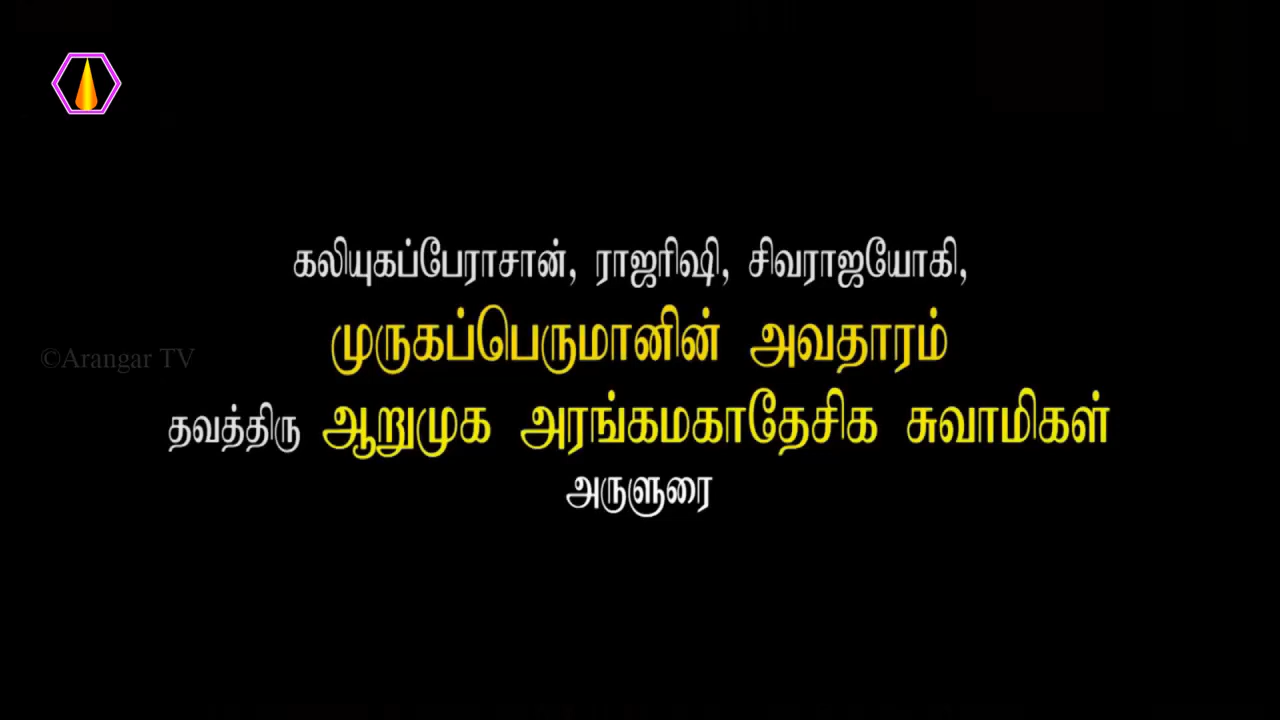 கலியுகப்பேராசான், ராஜரிஷி, சிவராஜயோகி,
முருகப்பெருமானின் அவதாரம்
©Arangar TV
தவத்திரு ஆறுமுக அரங்கமகாதேசிக சுவாமிகள்
அருளுரை